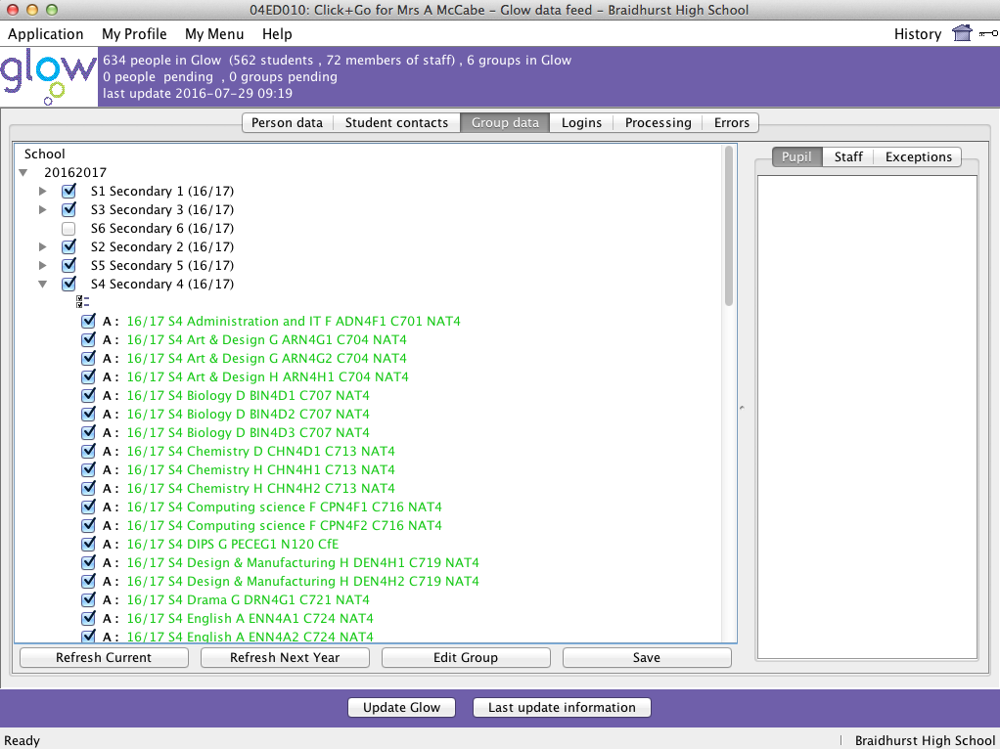 04ED010: Click+Go for Mrs A McCabe - Glow data feed - Braidhurst High School
Application My Profile My Menu Help History
glow
634 people in Glow (562 students , 72 members of staff) , 6 groups in Glow
0 people pending , 0 groups pending
last update 2016-07-29 09:19
Person data Student contacts Group data Logins Processing Errors
School
20162017
S1 Secondary 1 (16/17)
S3 Secondary 3 (16/17)
S6 Secondary 6 (16/17)
S2 Secondary 2 (16/17)
S5 Secondary 5 (16/17)
S4 Secondary 4 (16/17)
A : 16/17 S4 Administration and IT F ADN4F1 C701 NAT4
A : 16/17 S4 Art & Design G ARN4G1 C704 NAT4
A : 16/17 S4 Art & Design G ARN4G2 C704 NAT4
A : 16/17 S4 Art & Design H ARN4H1 C704 NAT4
A : 16/17 S4 Biology D BIN4D1 C707 NAT4
A : 16/17 S4 Biology D BIN4D2 C707 NAT4
A : 16/17 S4 Biology D BIN4D3 C707 NAT4
A : 16/17 S4 Chemistry D CHN4D1 C713 NAT4
A : 16/17 S4 Chemistry H CHN4H1 C713 NAT4
A : 16/17 S4 Chemistry H CHN4H2 C713 NAT4
A : 16/17 S4 Computing science F CPN4F1 C716 NAT4
A : 16/17 S4 Computing science F CPN4F2 C716 NAT4
A : 16/17 S4 DIPS G PECEG1 N120 CfE
A : 16/17 S4 Design & Manufacturing H DEN4H1 C719 NAT4
A : 16/17 S4 Design & Manufacturing H DEN4H2 C719 NAT4
A : 16/17 S4 Drama G DRN4G1 C721 NAT4
A : 16/17 S4 English A ENN4A1 C724 NAT4
A : 16/17 S4 English A ENN4A2 C724 NAT4
Pupil Staff Exceptions
Refresh Current Refresh Next Year Edit Group Save
Update Glow Last update information
Ready Braidhurst High School